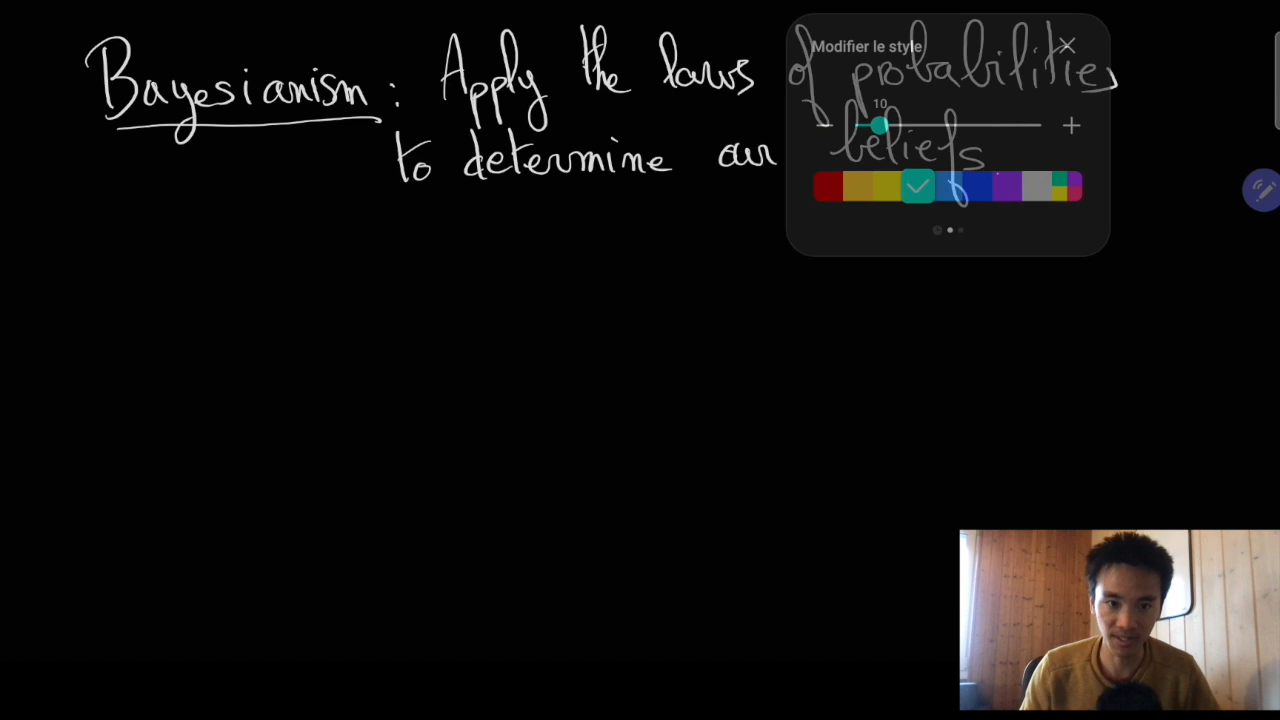 Bayesianism: Apply the laws of probabilities
to determine our beliefs
Modifier le style
10